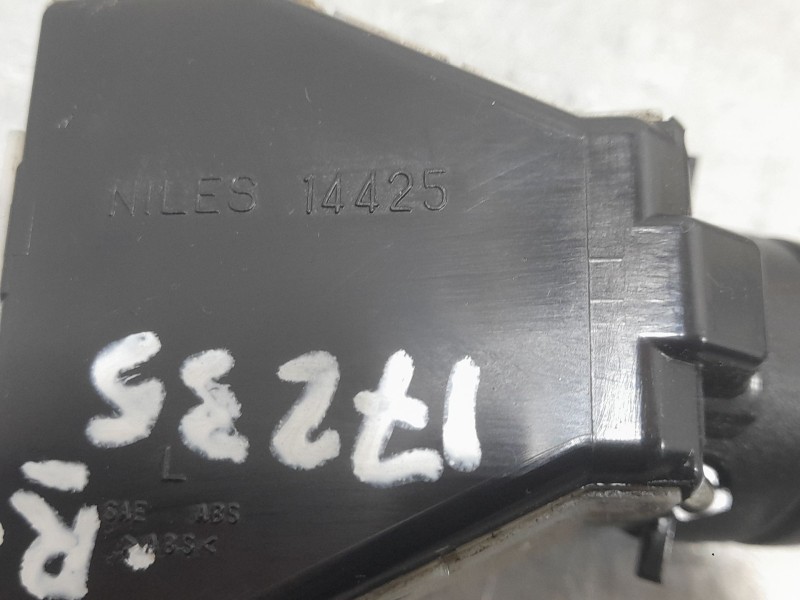 NILES 14425
17235
L
SAE ABS
>ABS<
R